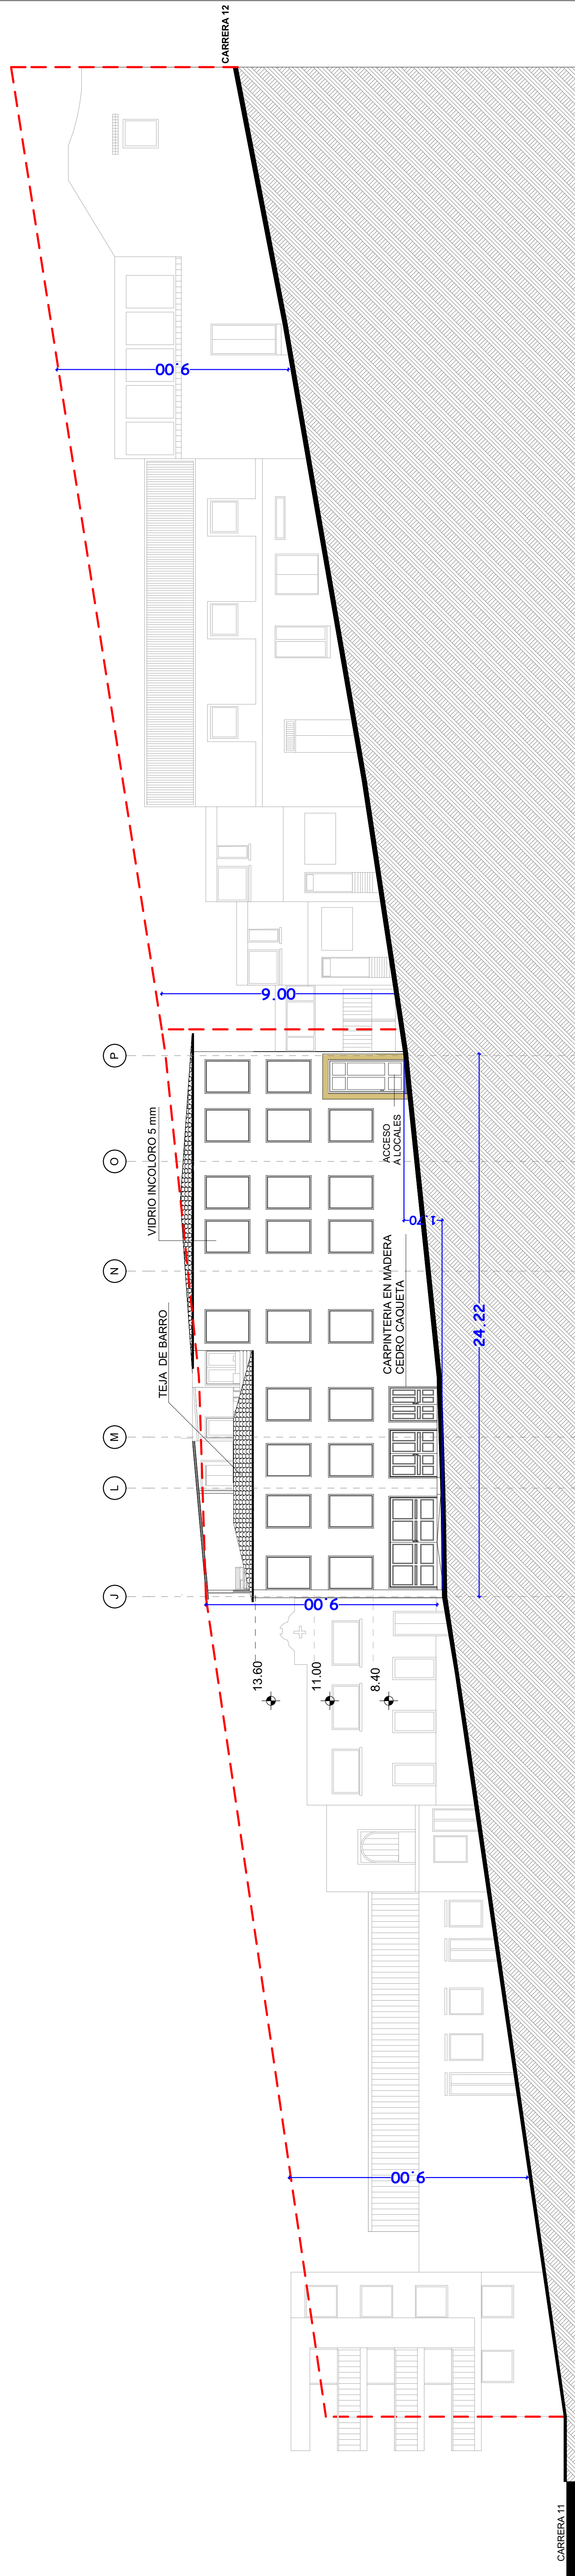 CARRERA 12
9.00
9.00
P
O
N
M
L
J
VIDRIO INCOLORO 5 mm
TEJA DE BARRO
ACCESO
A LOCALES
CARPINTERIA EN MADERA
CEDRO CAQUETA
1.70
24.22
9.00
13.60
11.00
8.40
9.00
CARRERA 11